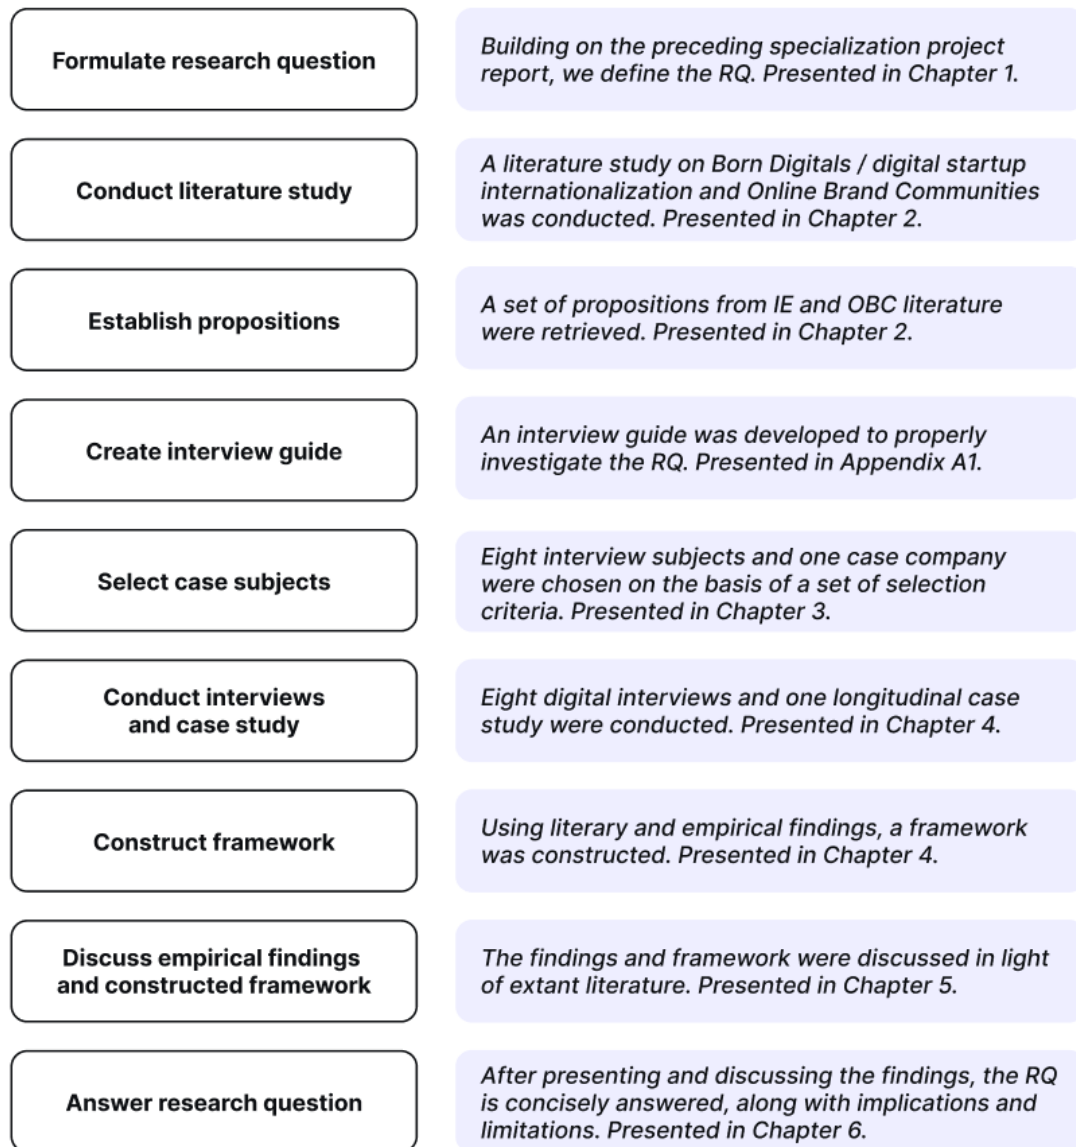 Formulate research question
Building on the preceding specialization project
report, we define the RQ. Presented in Chapter 1.
Conduct literature study
A literature study on Born Digitals / digital startup
internationalization and Online Brand Communities
was conducted. Presented in Chapter 2.
Establish propositions
A set of propositions from IE and OBC literature
were retrieved. Presented in Chapter 2.
Create interview guide
An interview guide was developed to properly
investigate the RQ. Presented in Appendix A1.
Select case subjects
Eight interview subjects and one case company
were chosen on the basis of a set of selection
criteria. Presented in Chapter 3.
Conduct interviews
and case study
Eight digital interviews and one longitudinal case
study were conducted. Presented in Chapter 4.
Construct framework
Using literary and empirical findings, a framework
was constructed. Presented in Chapter 4.
Discuss empirical findings
and constructed framework
The findings and framework were discussed in light
of extant literature. Presented in Chapter 5.
Answer research question
After presenting and discussing the findings, the RQ
is concisely answered, along with implications and
limitations. Presented in Chapter 6.